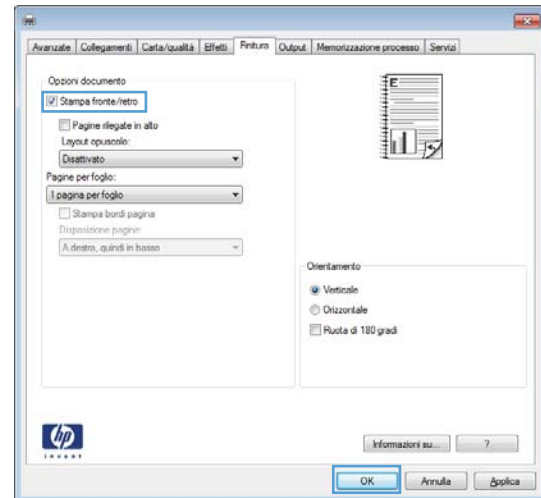 Avanzate Collegamenti Carta/qualità Effetti Finitura Output Memorizzazione processo Servizi
Opzioni documento
Stampa fronte/retro
Pagine rilegate in alto
Layout opuscolo:
Disattivato
Pagine per foglio:
1 pagina per foglio
Stampa bordi pagina
Disposizione pagine:
A destra, quindi in basso
E
Orientamento
Verticale
Orizzontale
Ruota di 180 gradi
hp
invent
Informazioni su... ?
OK Annulla Applica